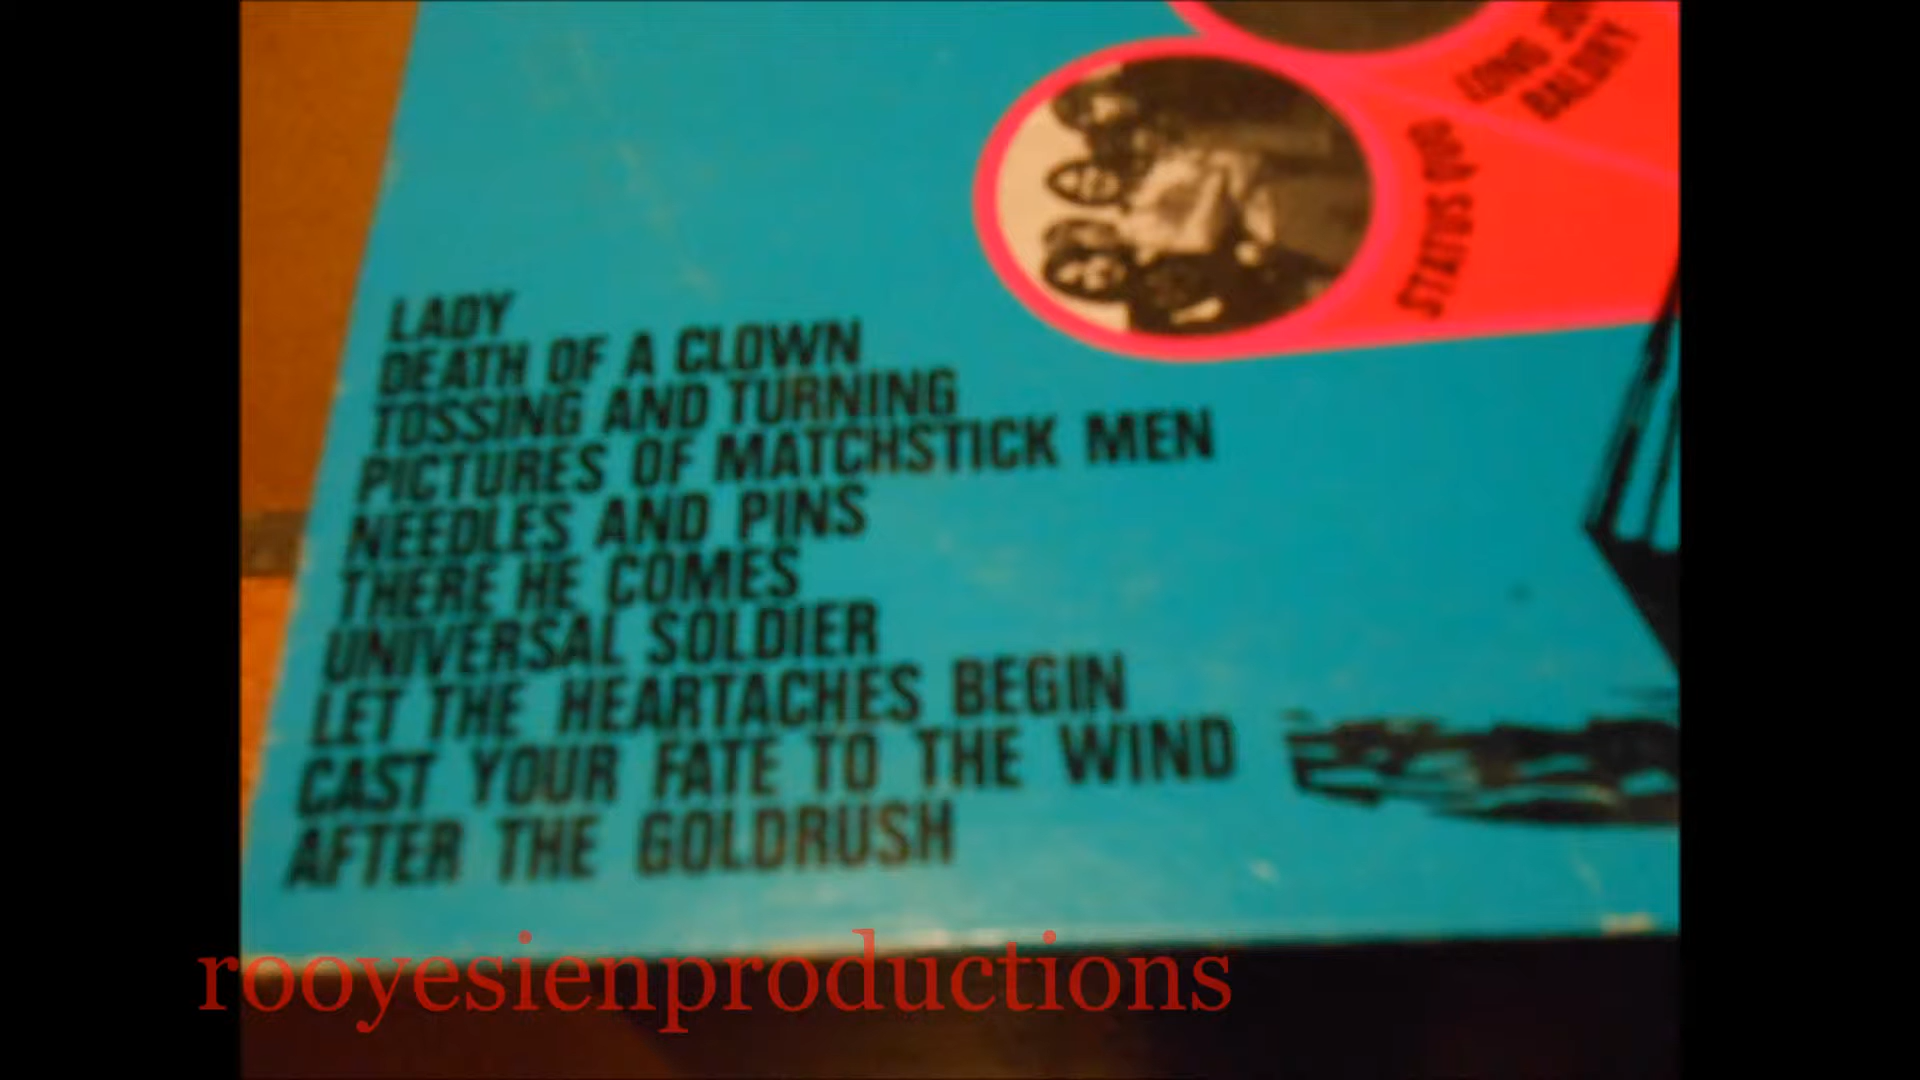 LONG JOHN
BALDRY
STATUS QUO
LADY
DEATH OF A CLOWN
TOSSING AND TURNING
PICTURES OF MATCHSTICK MEN
NEEDLES AND PINS
THERE HE COMES
UNIVERSAL SOLDIER
LET THE HEARTACHES BEGIN
CAST YOUR FATE TO THE WIND
AFTER THE GOLDRUSH
rooyesienproductions